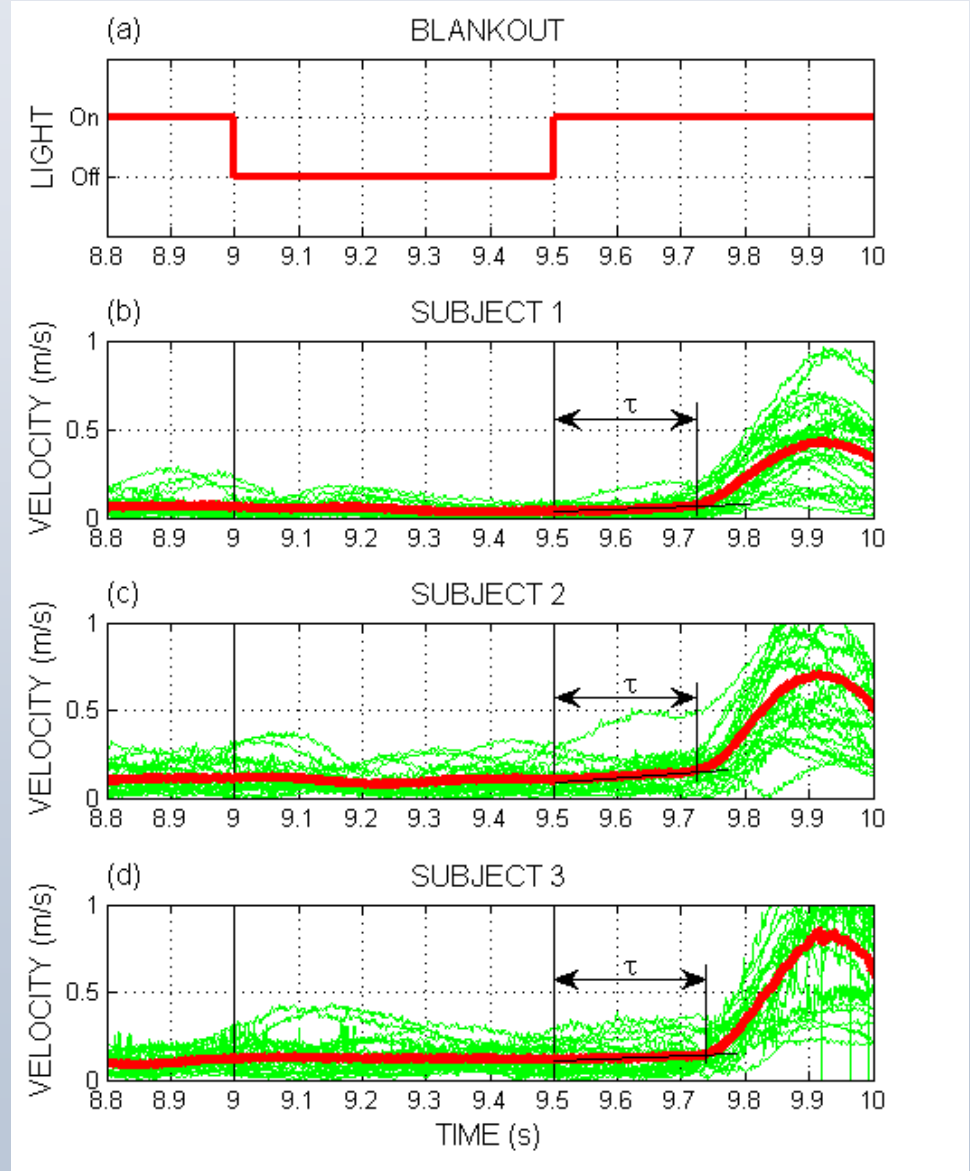 (a) BLANKOUT
LIGHT
On
Off
8.8 8.9 9 9.1 9.2 9.3 9.4 9.5 9.6 9.7 9.8 9.9 10
(b) SUBJECT 1
VELOCITY (m/s)
1
τ
0.5
0
8.8 8.9 9 9.1 9.2 9.3 9.4 9.5 9.6 9.7 9.8 9.9 10
(c) SUBJECT 2
VELOCITY (m/s)
1
τ
0.5
0
8.8 8.9 9 9.1 9.2 9.3 9.4 9.5 9.6 9.7 9.8 9.9 10
(d) SUBJECT 3
VELOCITY (m/s)
1
τ
0.5
0
8.8 8.9 9 9.1 9.2 9.3 9.4 9.5 9.6 9.7 9.8 9.9 10
TIME (s)